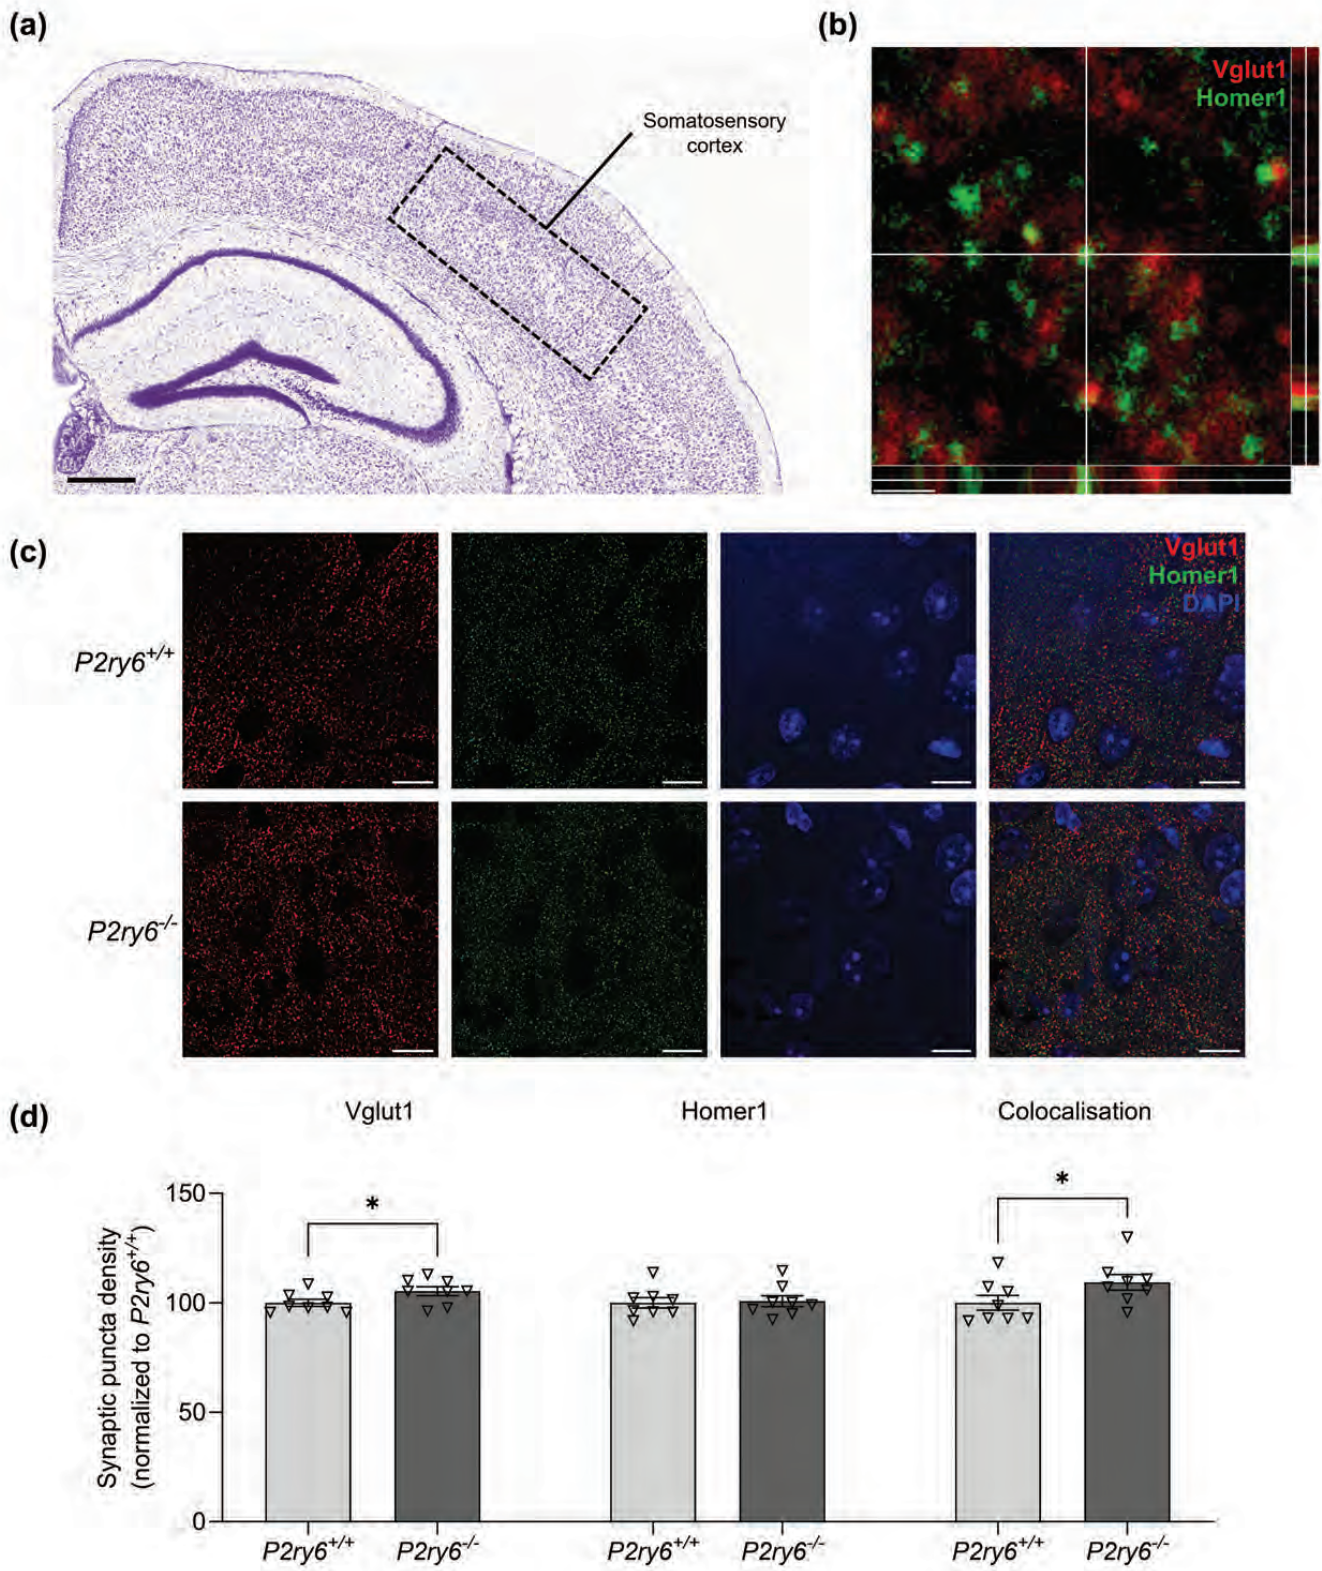 (a)
Somatosensory
cortex
(b)
Vglut1
Homer1
(c)
Vglut1
Homer1
DAPI
P2ry6+/+
P2ry6-/-
(d)
Vglut1
Homer1
Colocalisation
Synaptic puncta density
(normalized to P2ry6+/+)
150
100
50
0
*
*
P2ry6+/+
P2ry6-/-
P2ry6+/+
P2ry6-/-
P2ry6+/+
P2ry6-/-